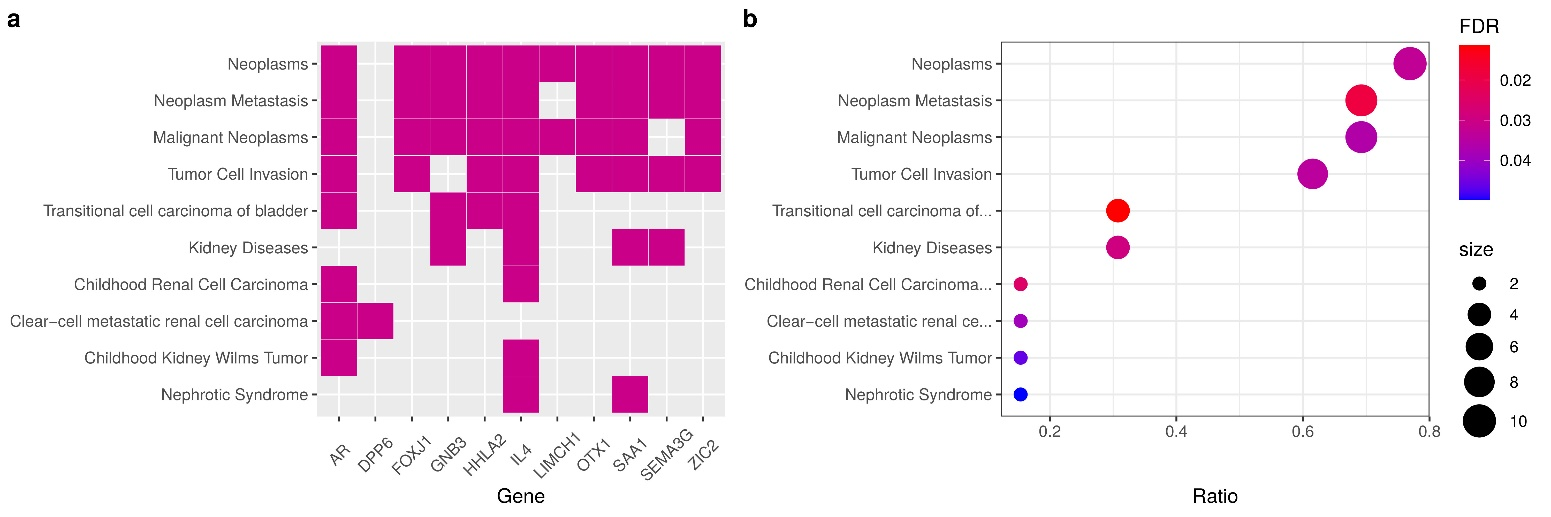 a
Neoplasms
Neoplasm Metastasis
Malignant Neoplasms
Tumor Cell Invasion
Transitional cell carcinoma of bladder
Kidney Diseases
Childhood Renal Cell Carcinoma
Clear−cell metastatic renal cell carcinoma
Childhood Kidney Wilms Tumor
Nephrotic Syndrome
AR
DPP6
FOXJ1
GNB3
HHLA2
IL4
LIMCH1
OTX1
SAA1
SEMA3G
ZIC2
Gene
b
Neoplasms
Neoplasm Metastasis
Malignant Neoplasms
Tumor Cell Invasion
Transitional cell carcinoma of...
Kidney Diseases
Childhood Renal Cell Carcinoma...
Clear−cell metastatic renal ce...
Childhood Kidney Wilms Tumor
Nephrotic Syndrome
0.2
0.4
0.6
0.8
Ratio
FDR
0.02
0.03
0.04
size
2
4
6
8
10